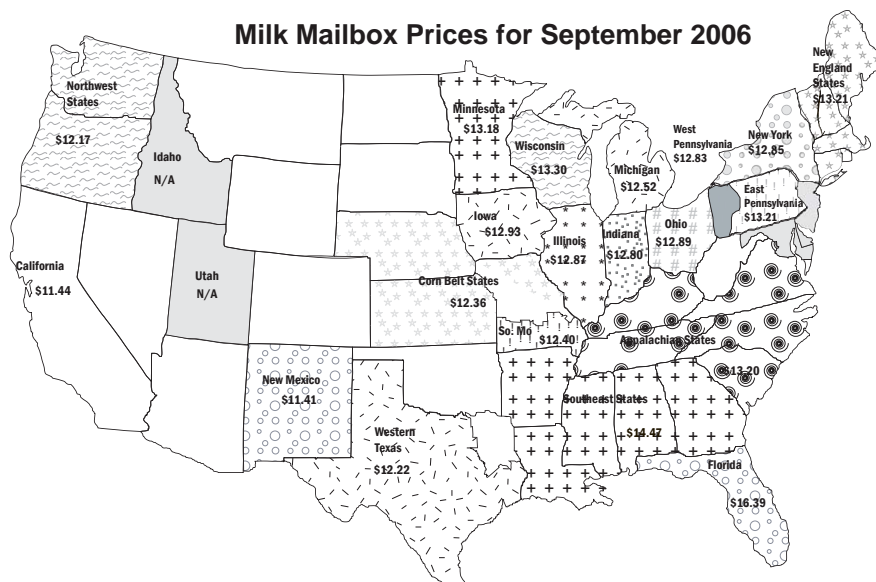 Milk Mailbox Prices for September 2006
Northwest
States
$12.17
Idaho
N/A
Utah
N/A
California
$11.44
New Mexico
$11.41
Western
Texas
$12.22
Corn Belt States
$12.36
Minnesota
$13.18
Iowa
$12.93
Wisconsin
$13.30
Illinois
$12.87
Indiana
$12.80
Michigan
$12.52
Ohio
$12.89
West
Pennsylvania
$12.83
East
Pennsylvania
$13.21
New York
$12.85
New
England
States
$13.21
So. Mo
$12.40
Appalachian States
$13.20
Southeast States
$14.47
Florida
$16.39